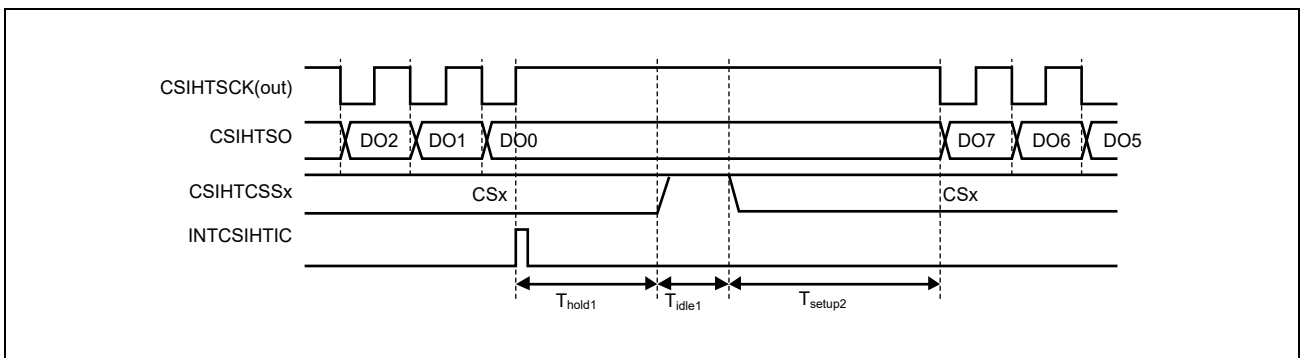 CSIHTSCK(out)
CSIHTSO DO2 DO1 DO0 DO7 DO6 DO5
CSIHTCSSx CSx CSx
INTCSIHTIC
Thold1 Tidle1 Tsetup2